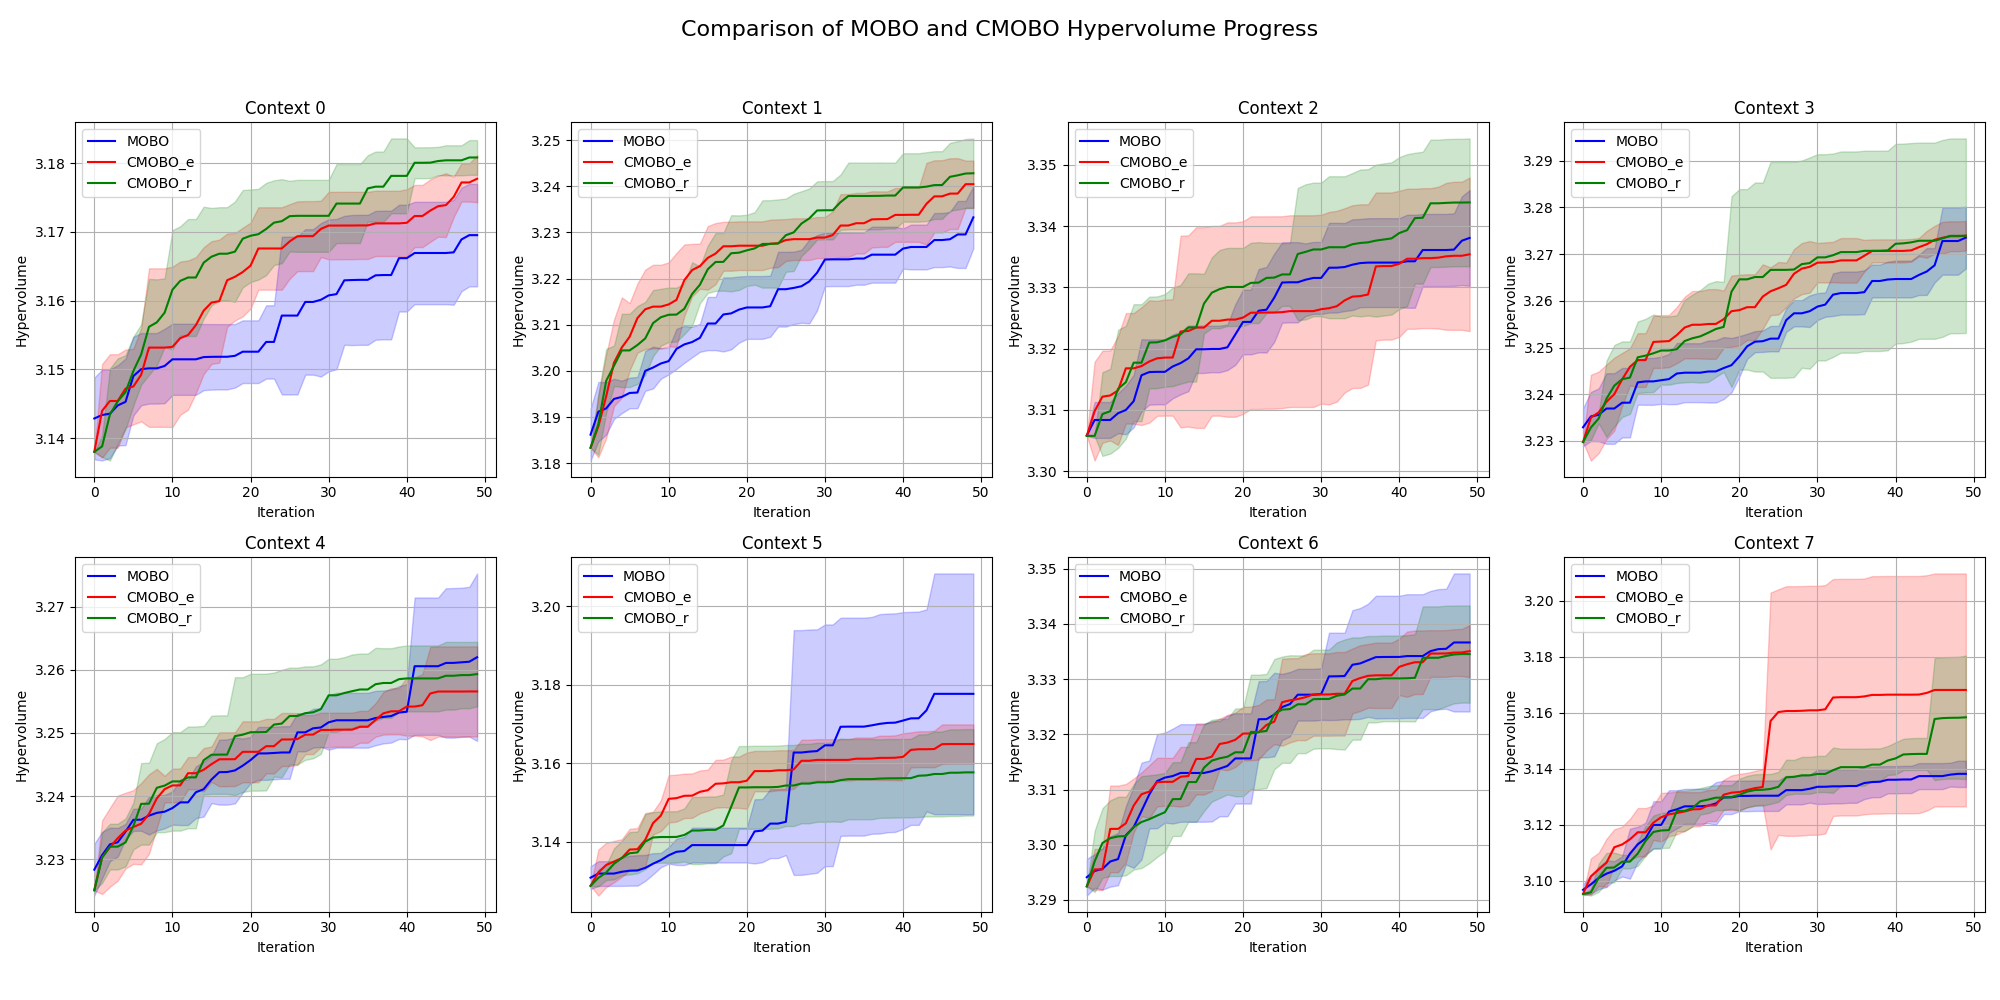 Comparison of MOBO and CMOBO Hypervolume Progress
Context 0
Hypervolume
3.18
3.17
3.16
3.15
3.14
MOBO
CMOBO_e
CMOBO_r
0 10 20 30 40 50
Iteration
Context 1
Hypervolume
3.25
3.24
3.23
3.22
3.21
3.20
3.19
3.18
MOBO
CMOBO_e
CMOBO_r
0 10 20 30 40 50
Iteration
Context 2
Hypervolume
3.35
3.34
3.33
3.32
3.31
3.30
MOBO
CMOBO_e
CMOBO_r
0 10 20 30 40 50
Iteration
Context 3
Hypervolume
3.29
3.28
3.27
3.26
3.25
3.24
3.23
MOBO
CMOBO_e
CMOBO_r
0 10 20 30 40 50
Iteration
Context 4
Hypervolume
3.27
3.26
3.25
3.24
3.23
MOBO
CMOBO_e
CMOBO_r
0 10 20 30 40 50
Iteration
Context 5
Hypervolume
3.20
3.18
3.16
3.14
MOBO
CMOBO_e
CMOBO_r
0 10 20 30 40 50
Iteration
Context 6
Hypervolume
3.35
3.34
3.33
3.32
3.31
3.30
3.29
MOBO
CMOBO_e
CMOBO_r
0 10 20 30 40 50
Iteration
Context 7
Hypervolume
3.20
3.18
3.16
3.14
3.12
3.10
MOBO
CMOBO_e
CMOBO_r
0 10 20 30 40 50
Iteration